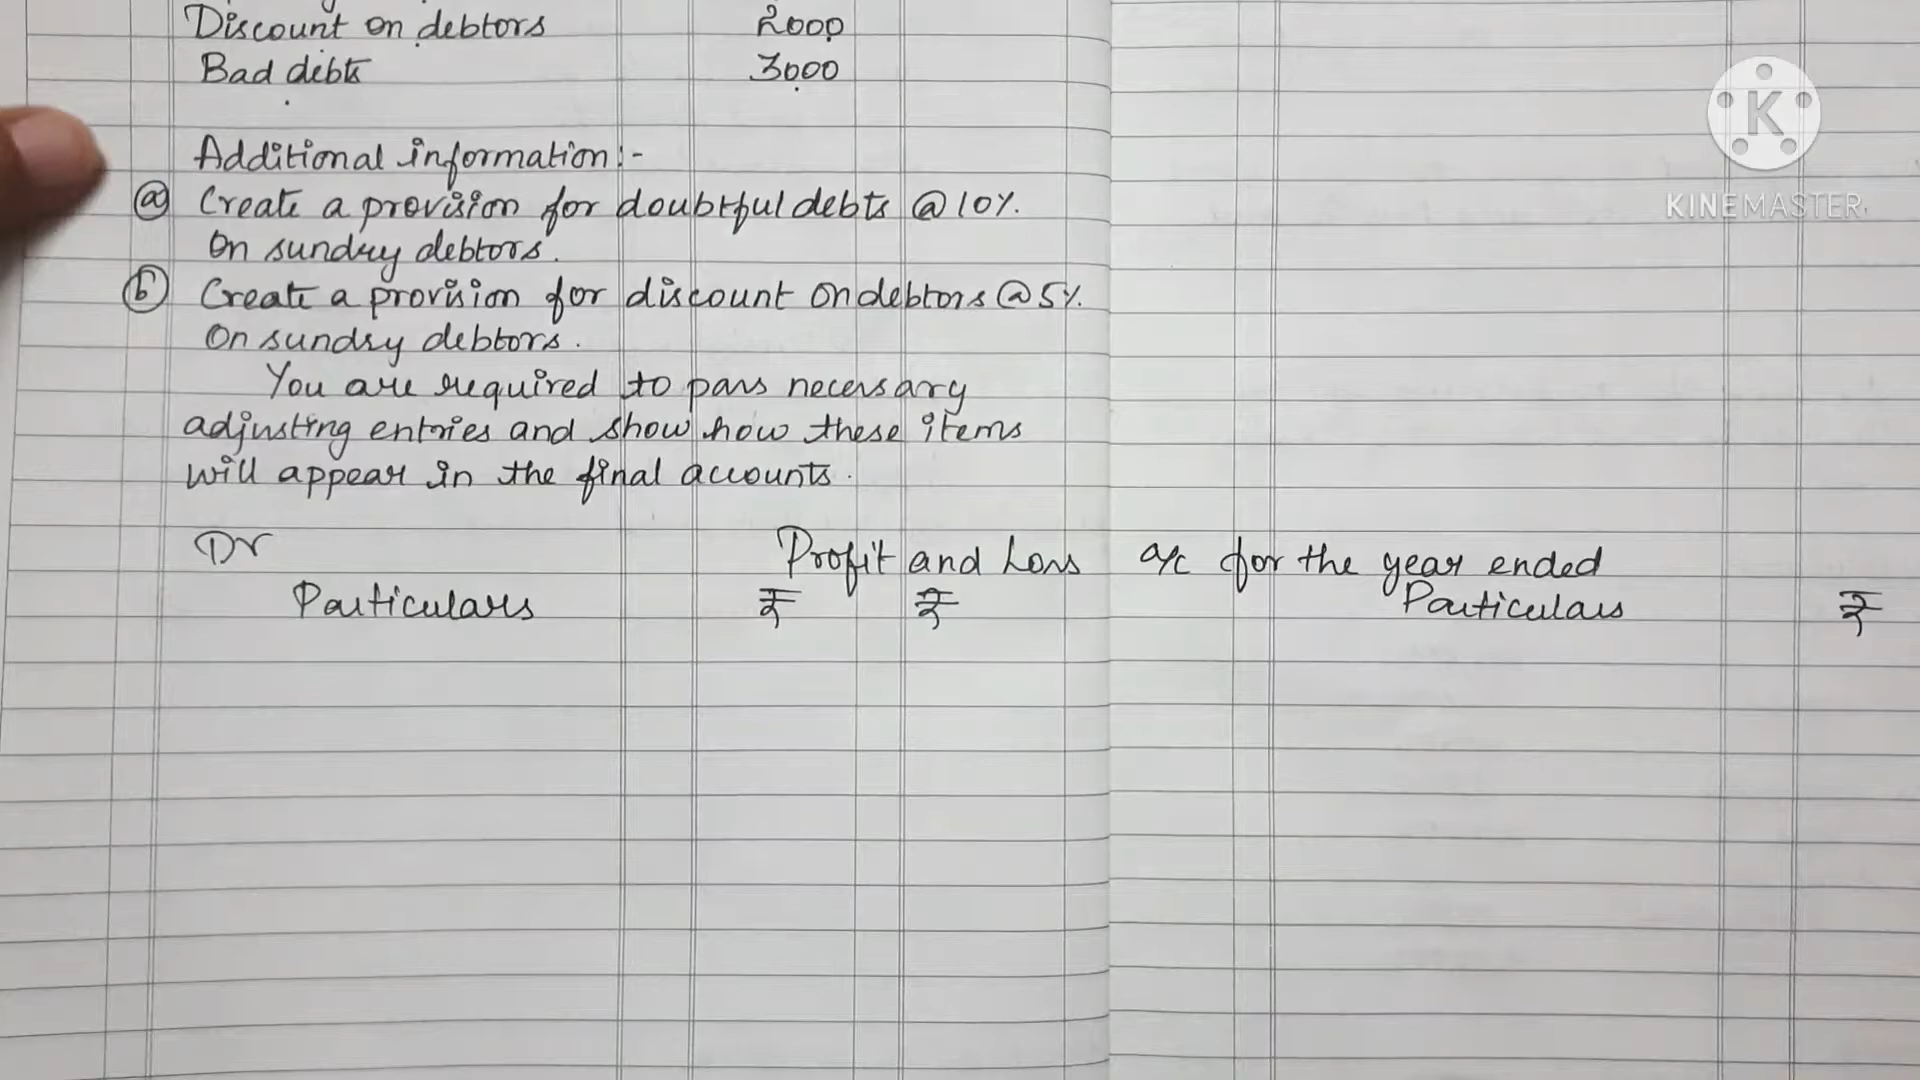 Discount on debtors 2000
Bad debts 3000
Additional information:-
(a) Create a provision for doubtful debts @ 10%.
On sundry debtors.
(b) Create a provision for discount on debtors @ 5%.
On sundry debtors.
You are required to pass necessary
adjusting entries and show how these items
will appear in the final accounts.
Dr Profit and Loss a/c for the year ended
Particulars ₹ ₹ Particulars ₹
K
KINEMASTER